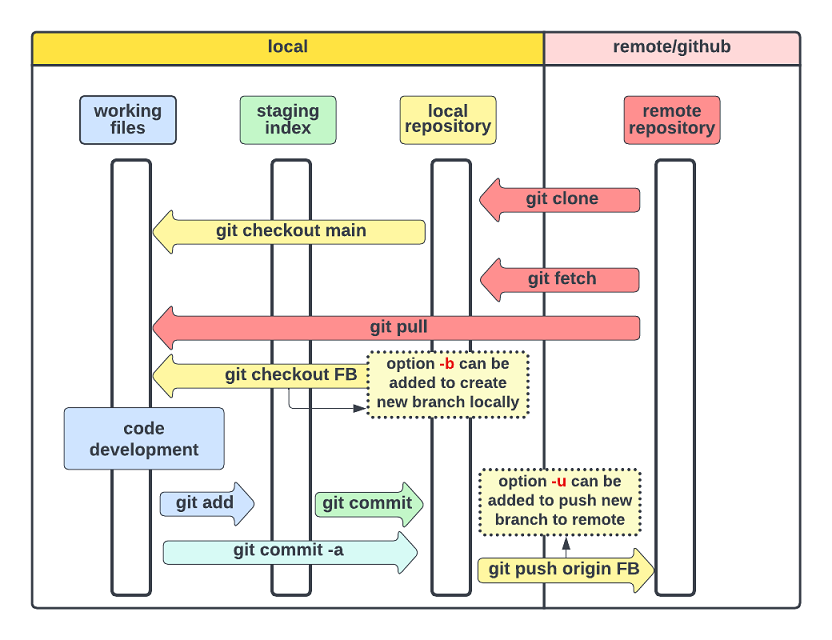 local
remote/github
working
files
staging
index
local
repository
remote
repository
git clone
git checkout main
git fetch
git pull
git checkout FB
option -b can be
added to create
new branch locally
code
development
git add
git commit
option -u can be
added to push new
branch to remote
git commit -a
git push origin FB